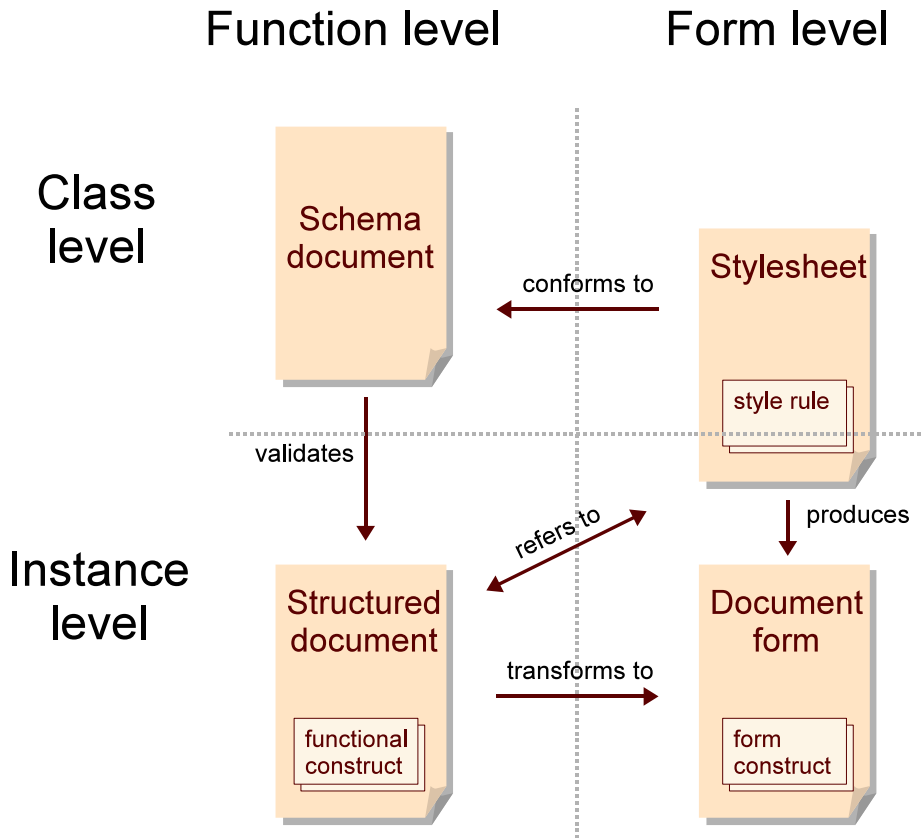 Function level
Form level
Class
level
Schema
document
Stylesheet
conforms to
style rule
validates
refers to
produces
Instance
level
Structured
document
Document
form
transforms to
functional
construct
form
construct